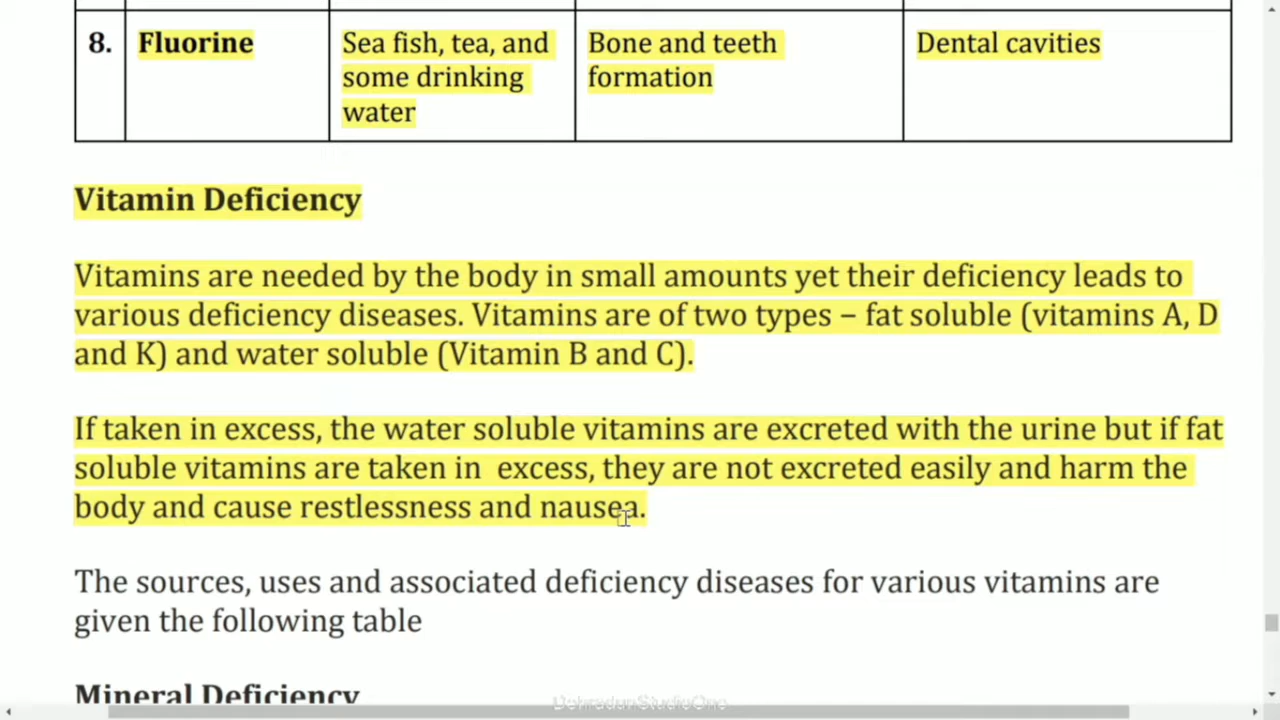 8. Fluorine Sea fish, tea, and Bone and teeth Dental cavities
some drinking formation
water
Vitamin Deficiency
Vitamins are needed by the body in small amounts yet their deficiency leads to
various deficiency diseases. Vitamins are of two types – fat soluble (vitamins A, D
and K) and water soluble (Vitamin B and C).
If taken in excess, the water soluble vitamins are excreted with the urine but if fat
soluble vitamins are taken in excess, they are not excreted easily and harm the
body and cause restlessness and nausea.
The sources, uses and associated deficiency diseases for various vitamins are
given the following table
Mineral Deficiency
DehradunStudioOne